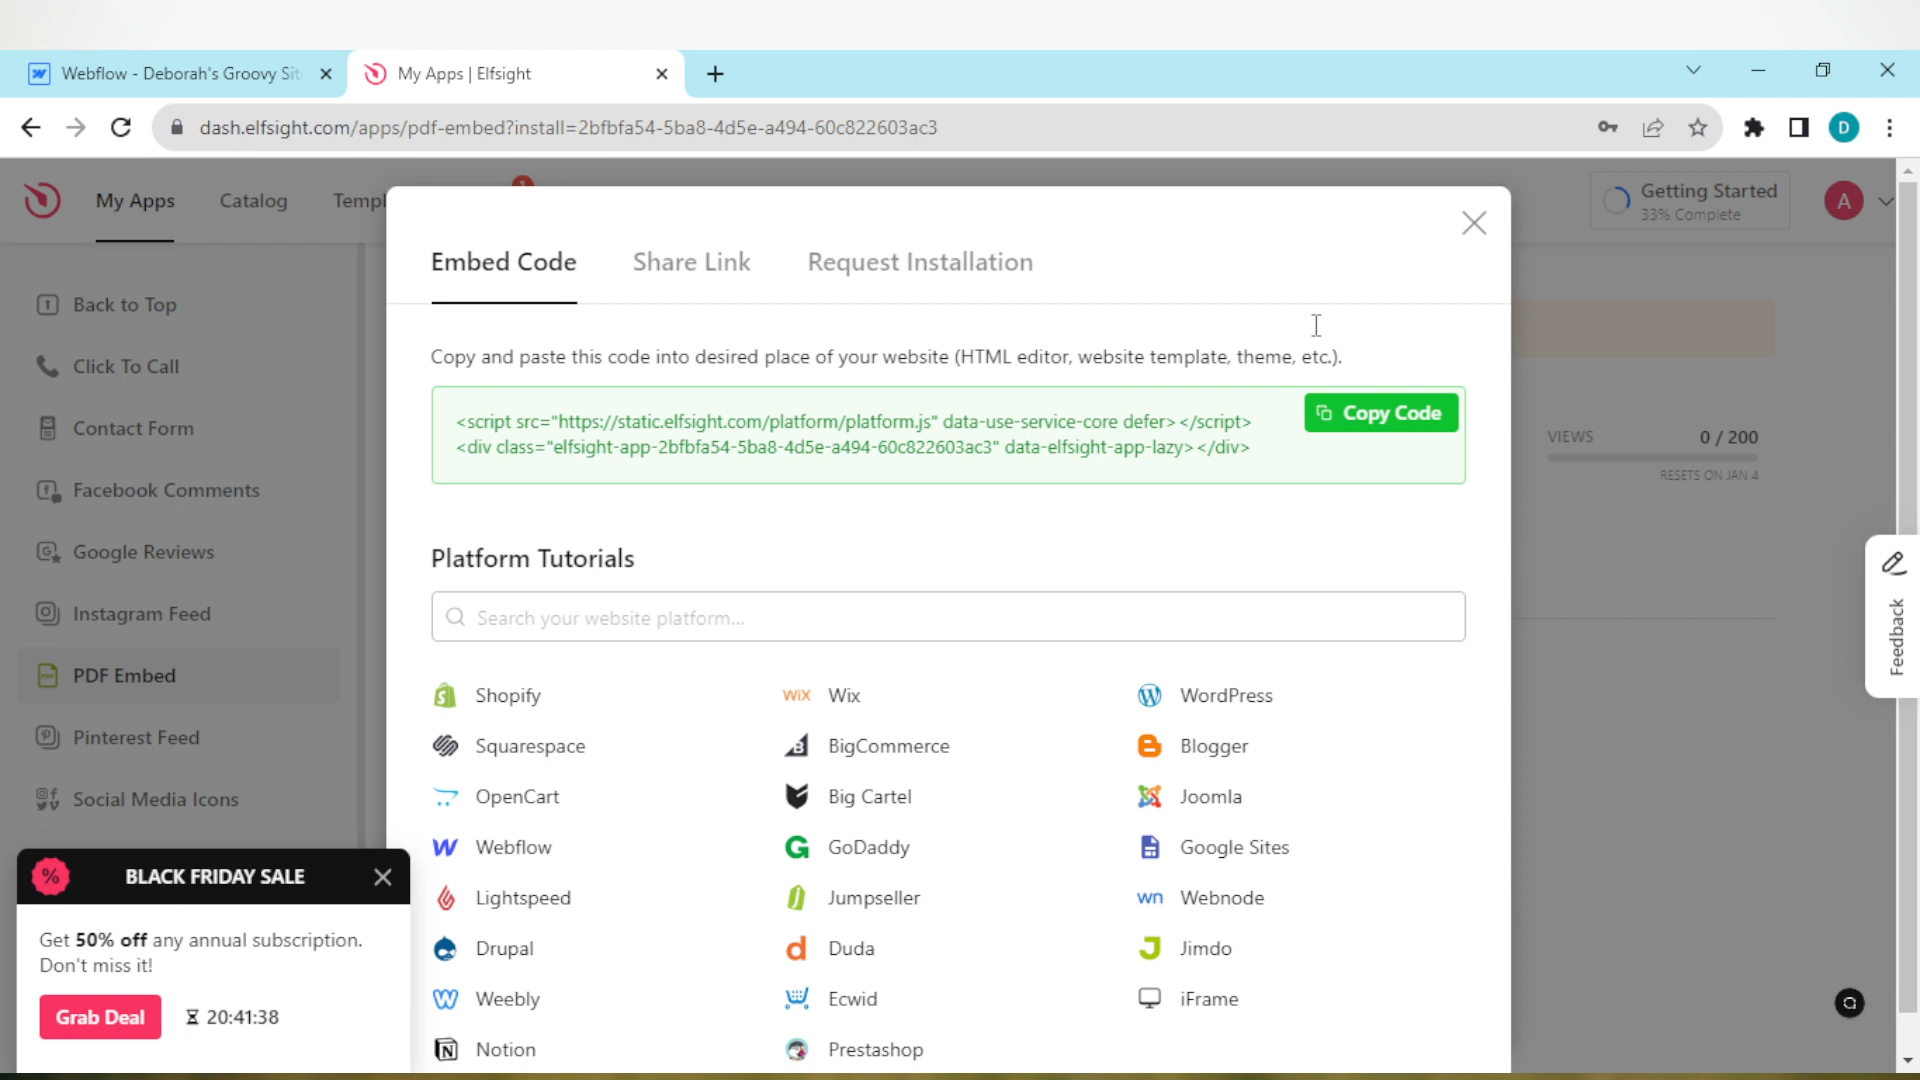 Webflow - Deborah's Groovy Sit
My Apps | Elfsight
dash.elfsight.com/apps/pdf-embed?install=2bfbfa54-5ba8-4d5e-a494-60c822603ac3
D
My Apps
Catalog
Templ
1
Getting Started
33% Complete
A
Embed Code
Share Link
Request Installation
Back to Top
Click To Call
Contact Form
Facebook Comments
Google Reviews
Instagram Feed
PDF Embed
Pinterest Feed
Social Media Icons
Copy and paste this code into desired place of your website (HTML editor, website template, theme, etc.).
<script src="https://static.elfsight.com/platform/platform.js" data-use-service-core defer></script>
<div class="elfsight-app-2bfbfa54-5ba8-4d5e-a494-60c822603ac3" data-elfsight-app-lazy></div>
Copy Code
VIEWS
0 / 200
RESETS ON JAN 4
Platform Tutorials
Search your website platform...
Shopify
Wix
WordPress
Squarespace
BigCommerce
Blogger
OpenCart
Big Cartel
Joomla
Webflow
GoDaddy
Google Sites
Lightspeed
Jumpseller
Webnode
Drupal
Duda
Jimdo
Weebly
Ecwid
iFrame
Notion
Prestashop
Feedback
BLACK FRIDAY SALE
Get 50% off any annual subscription.
Don't miss it!
Grab Deal
20:41:38